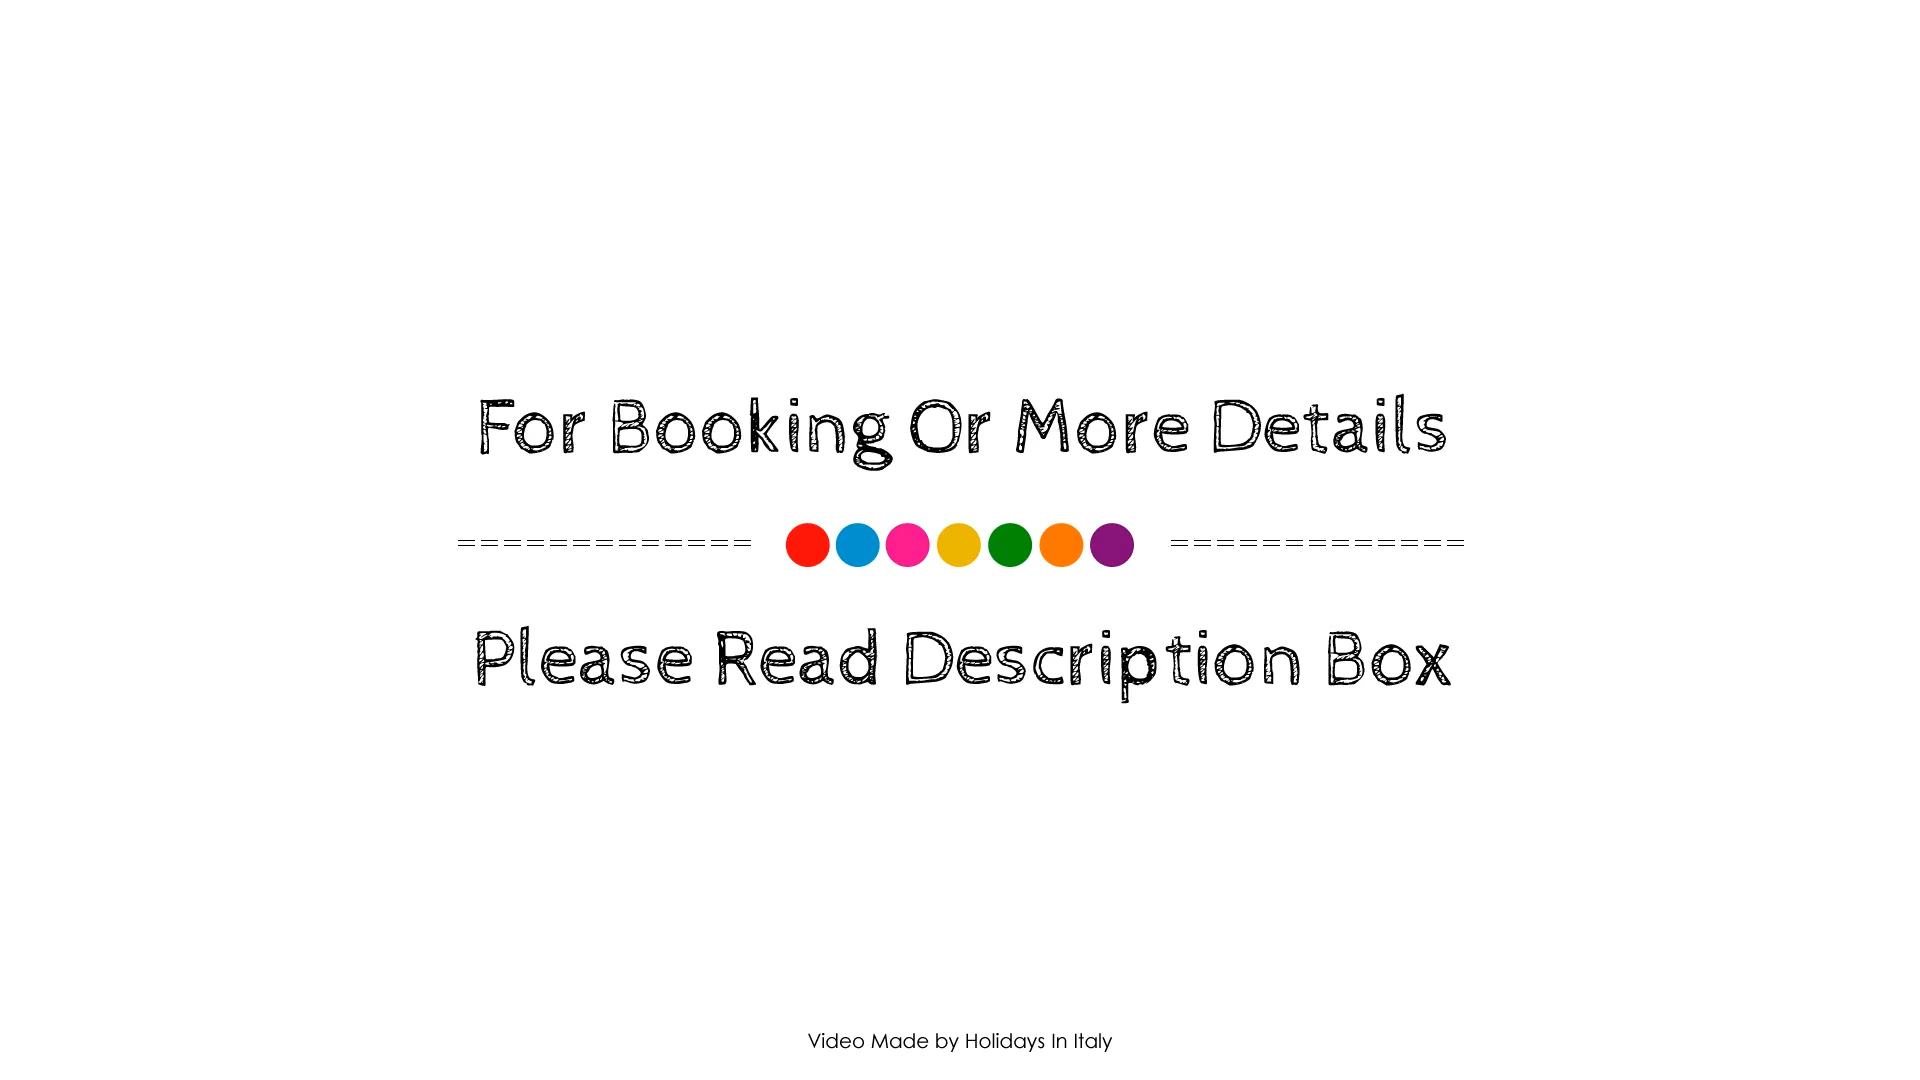 For Booking Or More Details
============= =============
Please Read Description Box
Video Made by Holidays In Italy